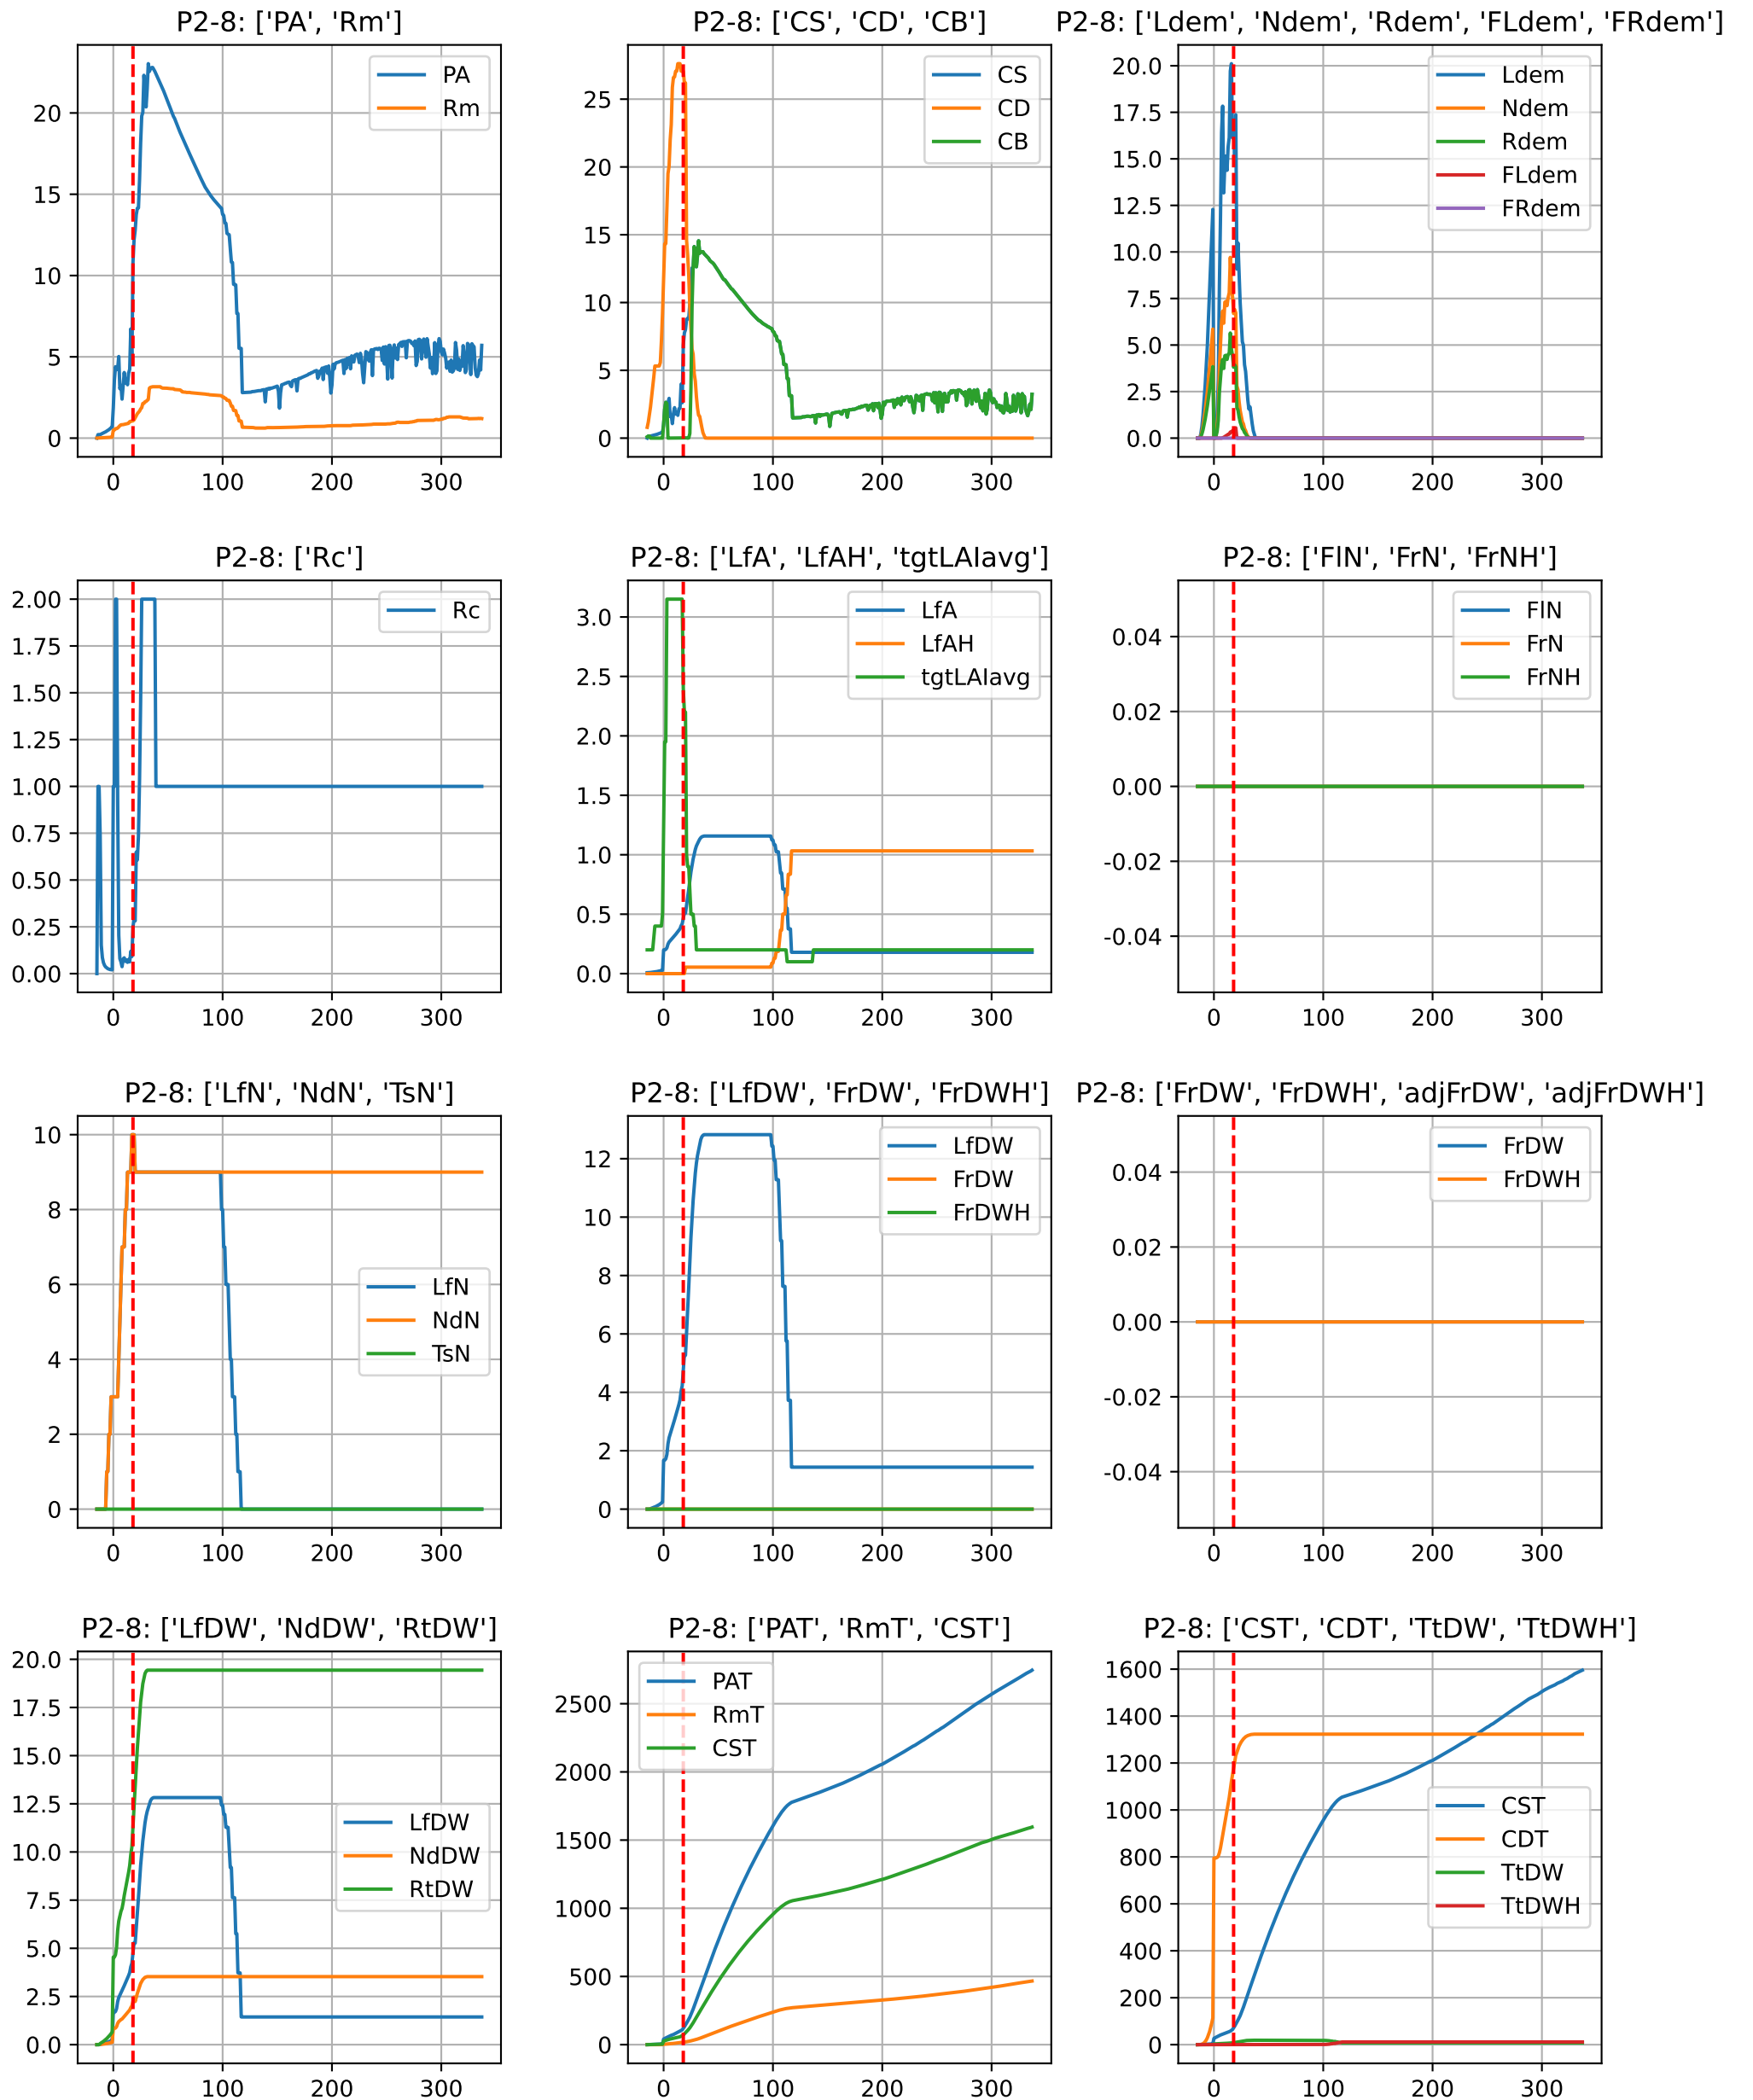 P2-8: ['PA', 'Rm']
20
15
10
5
0
0 100 200 300
PA
Rm
P2-8: ['CS', 'CD', 'CB']
25
20
15
10
5
0
0 100 200 300
CS
CD
CB
P2-8: ['Ldem', 'Ndem', 'Rdem', 'FLdem', 'FRdem']
20.0
17.5
15.0
12.5
10.0
7.5
5.0
2.5
0.0
0 100 200 300
Ldem
Ndem
Rdem
FLdem
FRdem
P2-8: ['Rc']
2.00
1.75
1.50
1.25
1.00
0.75
0.50
0.25
0.00
0 100 200 300
Rc
P2-8: ['LfA', 'LfAH', 'tgtLAIavg']
3.0
2.5
2.0
1.5
1.0
0.5
0.0
0 100 200 300
LfA
LfAH
tgtLAIavg
P2-8: ['FlN', 'FrN', 'FrNH']
0.04
0.02
0.00
-0.02
-0.04
0 100 200 300
FlN
FrN
FrNH
P2-8: ['LfN', 'NdN', 'TsN']
10
8
6
4
2
0
0 100 200 300
LfN
NdN
TsN
P2-8: ['LfDW', 'FrDW', 'FrDWH']
12
10
8
6
4
2
0
0 100 200 300
LfDW
FrDW
FrDWH
P2-8: ['FrDW', 'FrDWH', 'adjFrDW', 'adjFrDWH']
0.04
0.02
0.00
-0.02
-0.04
0 100 200 300
FrDW
FrDWH
P2-8: ['LfDW', 'NdDW', 'RtDW']
20.0
17.5
15.0
12.5
10.0
7.5
5.0
2.5
0.0
0 100 200 300
LfDW
NdDW
RtDW
P2-8: ['PAT', 'RmT', 'CST']
2500
2000
1500
1000
500
0
0 100 200 300
PAT
RmT
CST
P2-8: ['CST', 'CDT', 'TtDW', 'TtDWH']
1600
1400
1200
1000
800
600
400
200
0
0 100 200 300
CST
CDT
TtDW
TtDWH